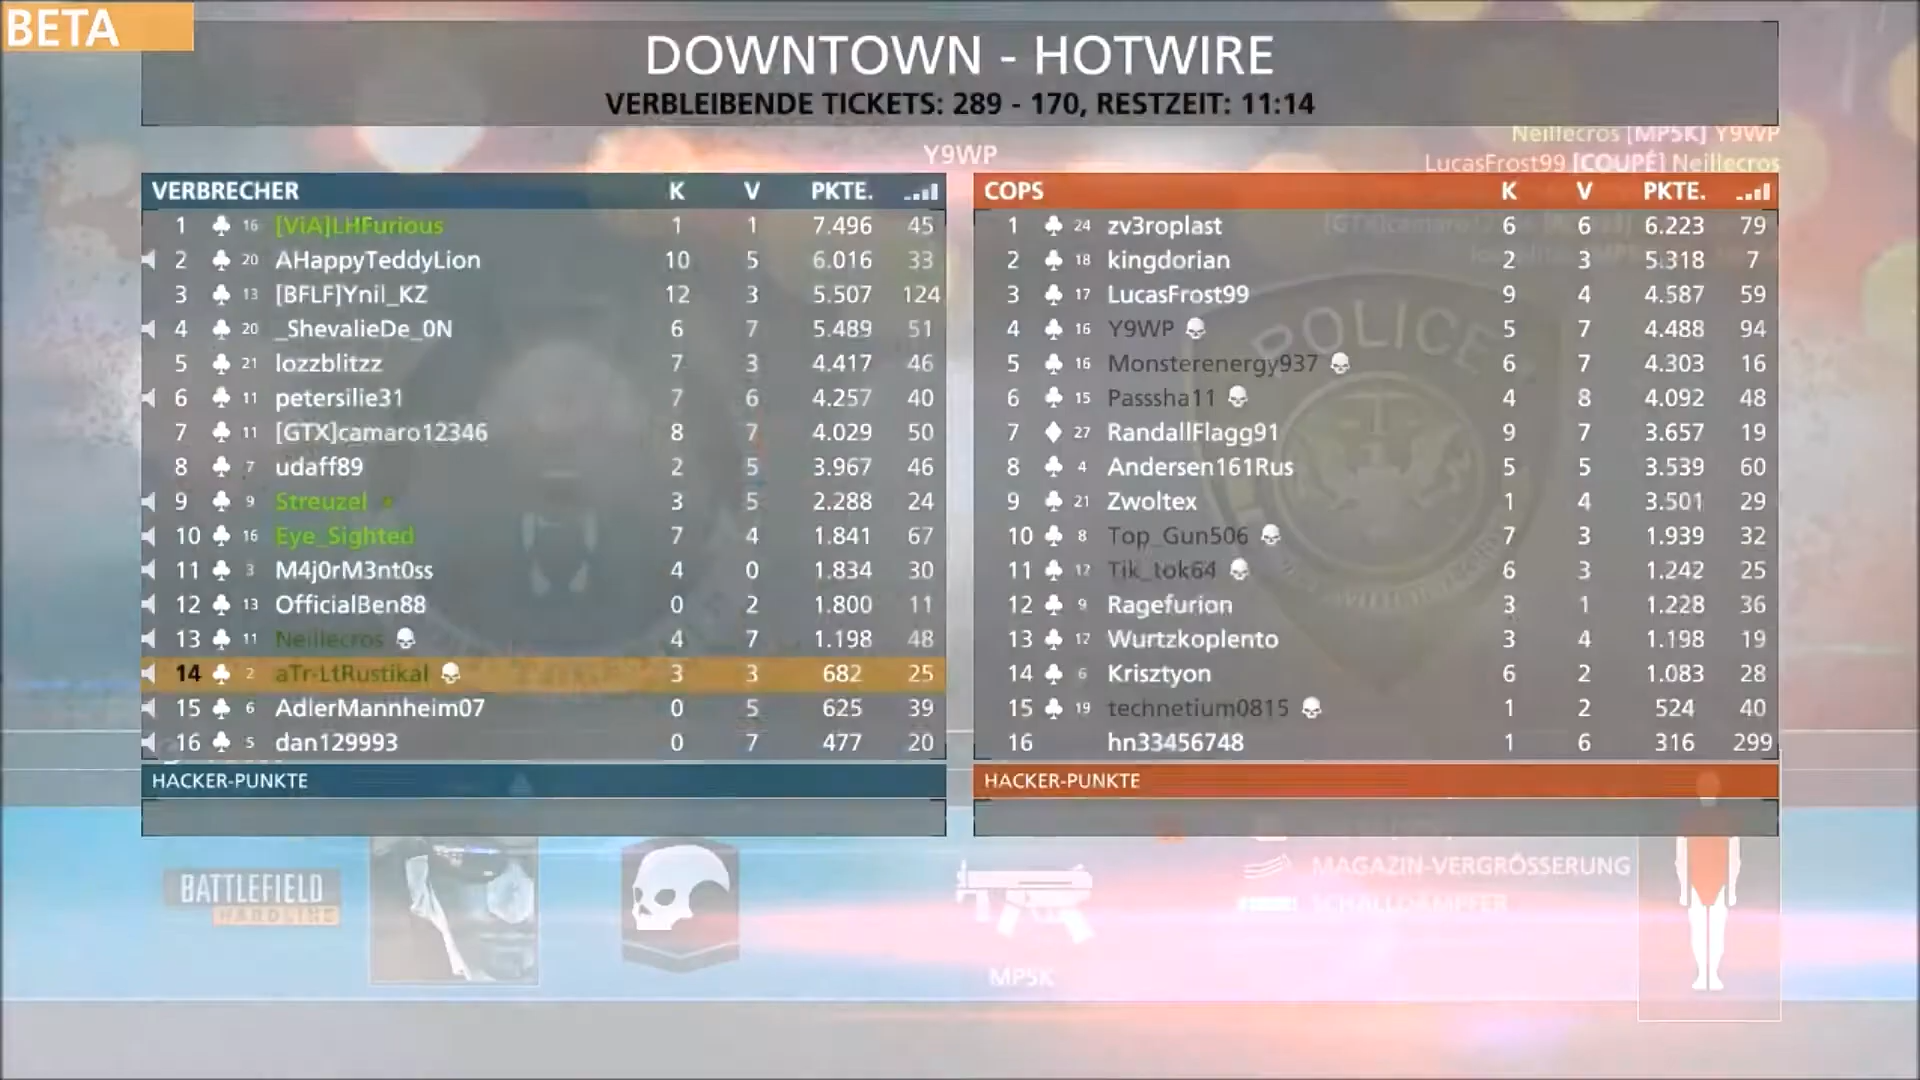 BETA
DOWNTOWN - HOTWIRE
VERBLEIBENDE TICKETS: 289 - 170, RESTZEIT: 11:14
Neillecros [MP5K] Y9WP
Y9WP
LucasFrost99 [COUPÉ] Neillecros
VERBRECHER K V PKTE.
1 16 [ViA]LHFurious 1 1 7.496 45
2 20 AHappyTeddyLion 10 5 6.016 33
3 13 [BFLF]Ynil_KZ 12 3 5.507 124
4 20 _ShevalieDe_0N 6 7 5.489 51
5 21 lozzblitzz 7 3 4.417 46
6 11 petersilie31 7 6 4.257 40
7 11 [GTX]camaro12346 8 7 4.029 50
8 7 udaff89 2 5 3.967 46
9 9 Streuzel 3 5 2.288 24
10 16 Eye_Sighted 7 4 1.841 67
11 3 M4j0rM3nt0ss 4 0 1.834 30
12 13 OfficialBen88 0 2 1.800 11
13 11 Neillecros 4 7 1.198 48
14 2 aTr-LtRustikal 3 3 682 25
15 6 AdlerMannheim07 0 5 625 39
16 5 dan129993 0 7 477 20
HACKER-PUNKTE
COPS K V PKTE.
1 24 zv3roplast 6 6 6.223 79
2 18 kingdorian 2 3 5.318 7
3 17 LucasFrost99 9 4 4.587 59
4 16 Y9WP 5 7 4.488 94
5 16 Monsterenergy937 6 7 4.303 16
6 15 Passsha11 4 8 4.092 48
7 27 RandallFlagg91 9 7 3.657 19
8 4 Andersen161Rus 5 5 3.539 60
9 21 Zwoltex 1 4 3.501 29
10 8 Top_Gun506 7 3 1.939 32
11 12 Tik_tok64 6 3 1.242 25
12 9 Ragefurion 3 1 1.228 36
13 12 Wurtzkoplento 3 4 1.198 19
14 6 Krisztyon 6 2 1.083 28
15 19 technetium0815 1 2 524 40
16 hn33456748 1 6 316 299
HACKER-PUNKTE
POLICE
BATTLEFIELD
HARDLINE
MP5K
MAGAZIN-VERGRÖSSERUNG
SCHALLDÄMPFER